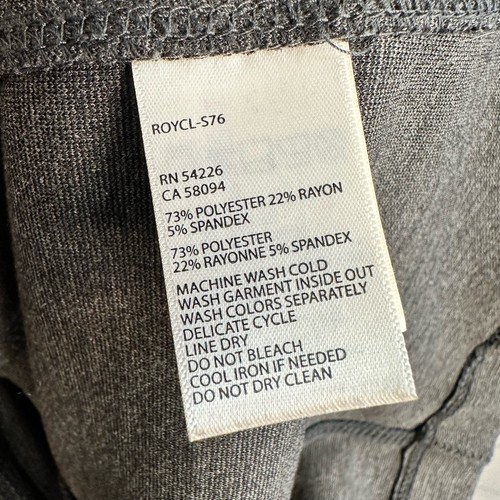 ROYCL-S76
RN 54226
CA 58094
73% POLYESTER 22% RAYON
5% SPANDEX
73% POLYESTER
22% RAYONNE 5% SPANDEX
MACHINE WASH COLD
WASH GARMENT INSIDE OUT
WASH COLORS SEPARATELY
DELICATE CYCLE
LINE DRY
DO NOT BLEACH
COOL IRON IF NEEDED
DO NOT DRY CLEAN